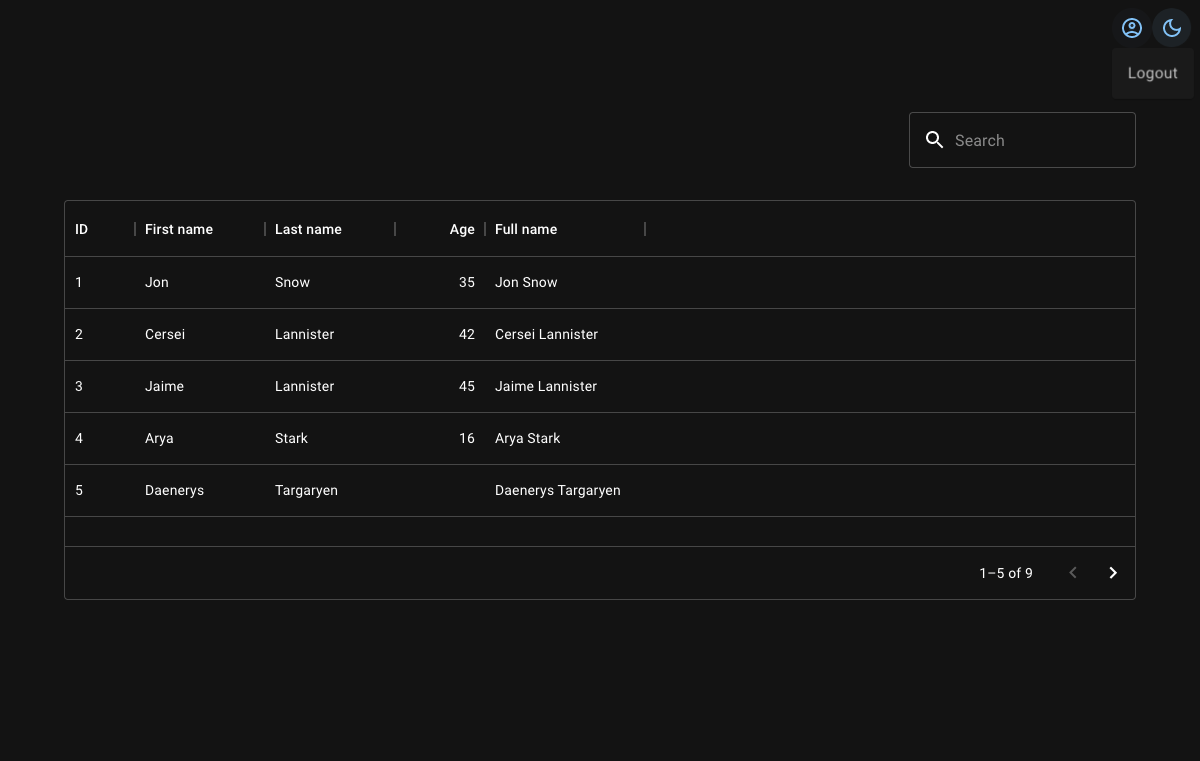 Logout
Search
ID First name Last name Age Full name
1 Jon Snow 35 Jon Snow
2 Cersei Lannister 42 Cersei Lannister
3 Jaime Lannister 45 Jaime Lannister
4 Arya Stark 16 Arya Stark
5 Daenerys Targaryen Daenerys Targaryen
1–5 of 9